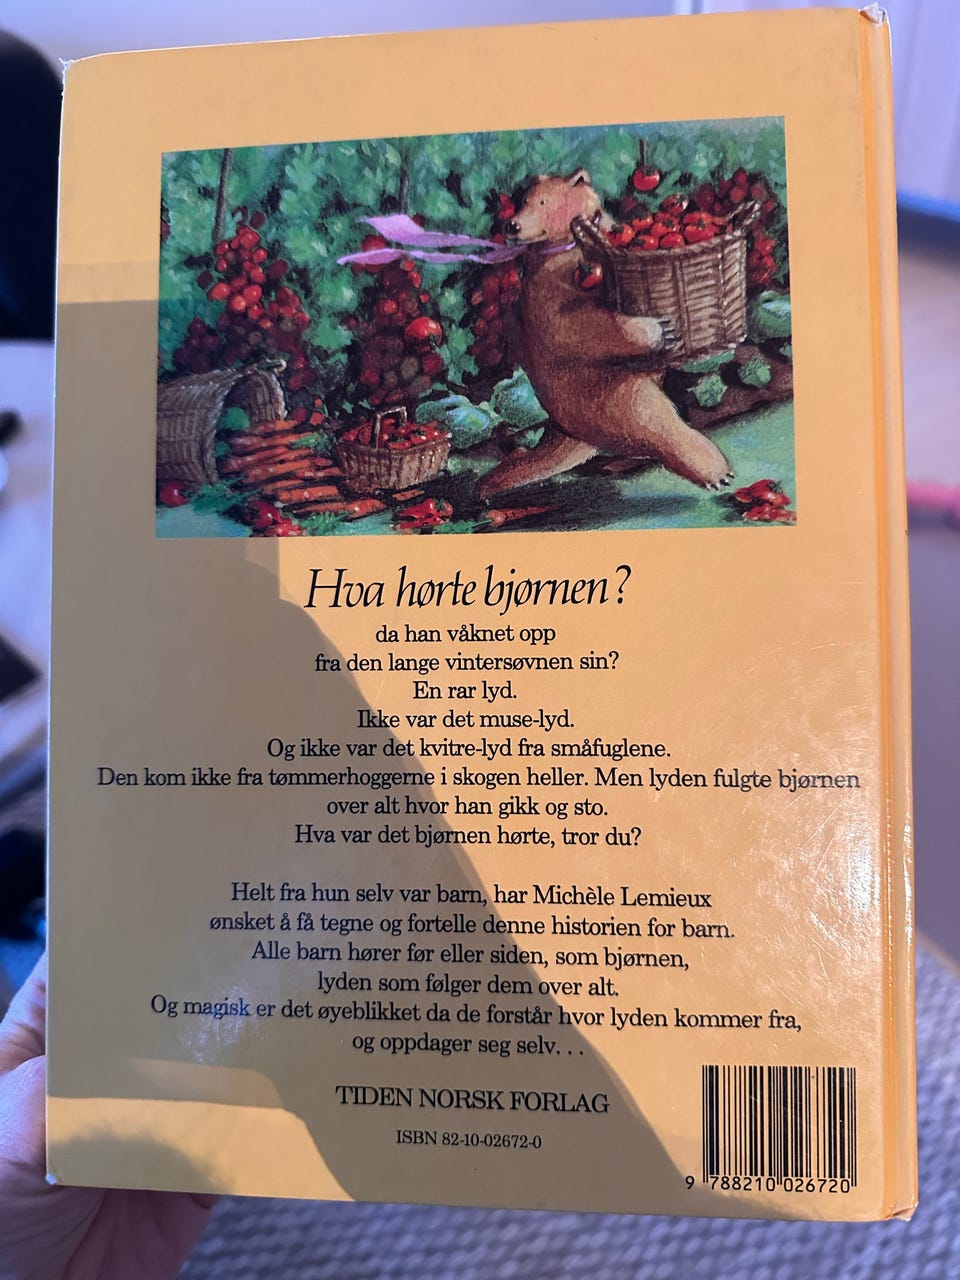 Hva hørte bjørnen?
da han våknet opp
fra den lange vintersøvnen sin?
En rar lyd.
Ikke var det muse-lyd.
Og ikke var det kvitre-lyd fra småfuglene.
Den kom ikke fra tømmerhoggerne i skogen heller. Men lyden fulgte bjørnen
over alt hvor han gikk og sto.
Hva var det bjørnen hørte, tror du?
Helt fra hun selv var barn, har Michèle Lemieux
ønsket å få tegne og fortelle denne historien for barn.
Alle barn hører før eller siden, som bjørnen,
lyden som følger dem over alt.
Og magisk er det øyeblikket da de forstår hvor lyden kommer fra,
og oppdager seg selv. . .
TIDEN NORSK FORLAG
ISBN 82-10-02672-0
9 788210 026720